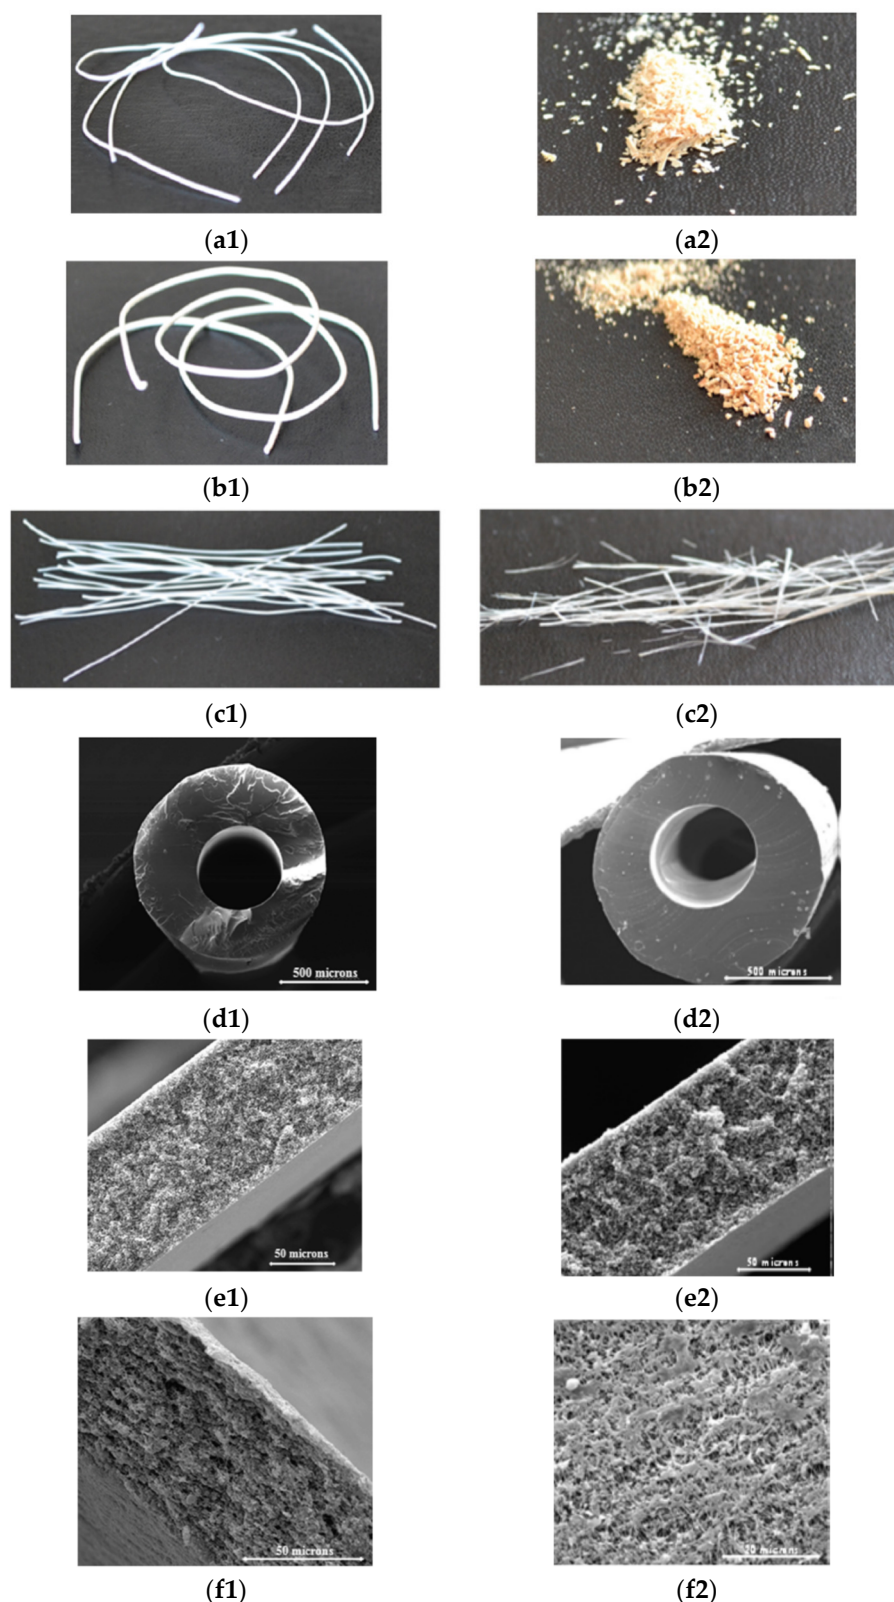 (a1) (a2)
(b1) (b2)
(c1) (c2)
500 microns 500 microns
(d1) (d2)
50 microns 50 microns
(e1) (e2)
50 microns 20 microns
(f1) (f2)